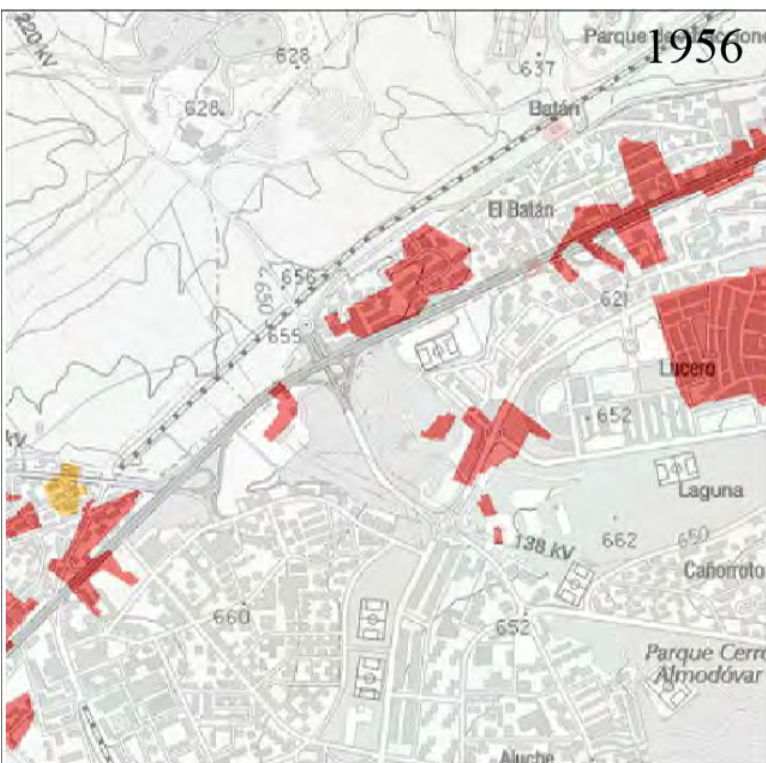 220 kV
1956
Parque de
628
637
628
Batán
El Batán
656
650
621
655
Lucero
652
kV
Laguna
138 kV
662
650
Cañorroto
660
652
Parque Cerro
Almodóvar
Aluche